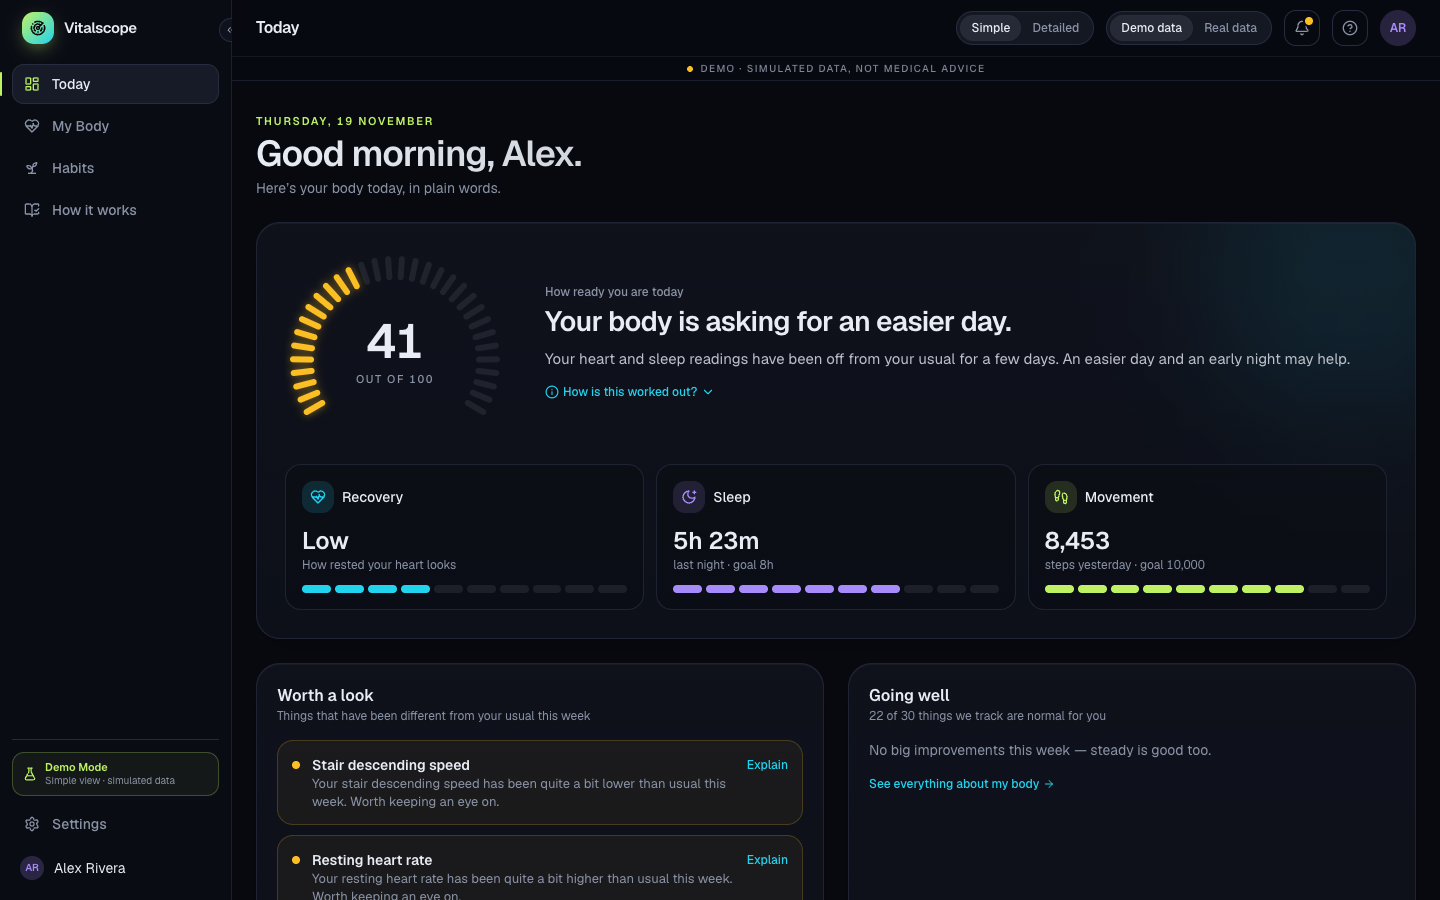 Vitalscope
Today
My Body
Habits
How it works
Demo Mode
Simple view · simulated data
Settings
AR
Alex Rivera
Today
Simple
Detailed
Demo data
Real data
AR
DEMO · SIMULATED DATA, NOT MEDICAL ADVICE
THURSDAY, 19 NOVEMBER
Good morning, Alex.
Here's your body today, in plain words.
41
OUT OF 100
How ready you are today
Your body is asking for an easier day.
Your heart and sleep readings have been off from your usual for a few days. An easier day and an early night may help.
How is this worked out?
Recovery
Low
How rested your heart looks
Sleep
5h 23m
last night · goal 8h
Movement
8,453
steps yesterday · goal 10,000
Worth a look
Things that have been different from your usual this week
Stair descending speed
Explain
Your stair descending speed has been quite a bit lower than usual this
week. Worth keeping an eye on.
Resting heart rate
Explain
Your resting heart rate has been quite a bit higher than usual this week.
Worth keeping an eye on.
Going well
22 of 30 things we track are normal for you
No big improvements this week — steady is good too.
See everything about my body →